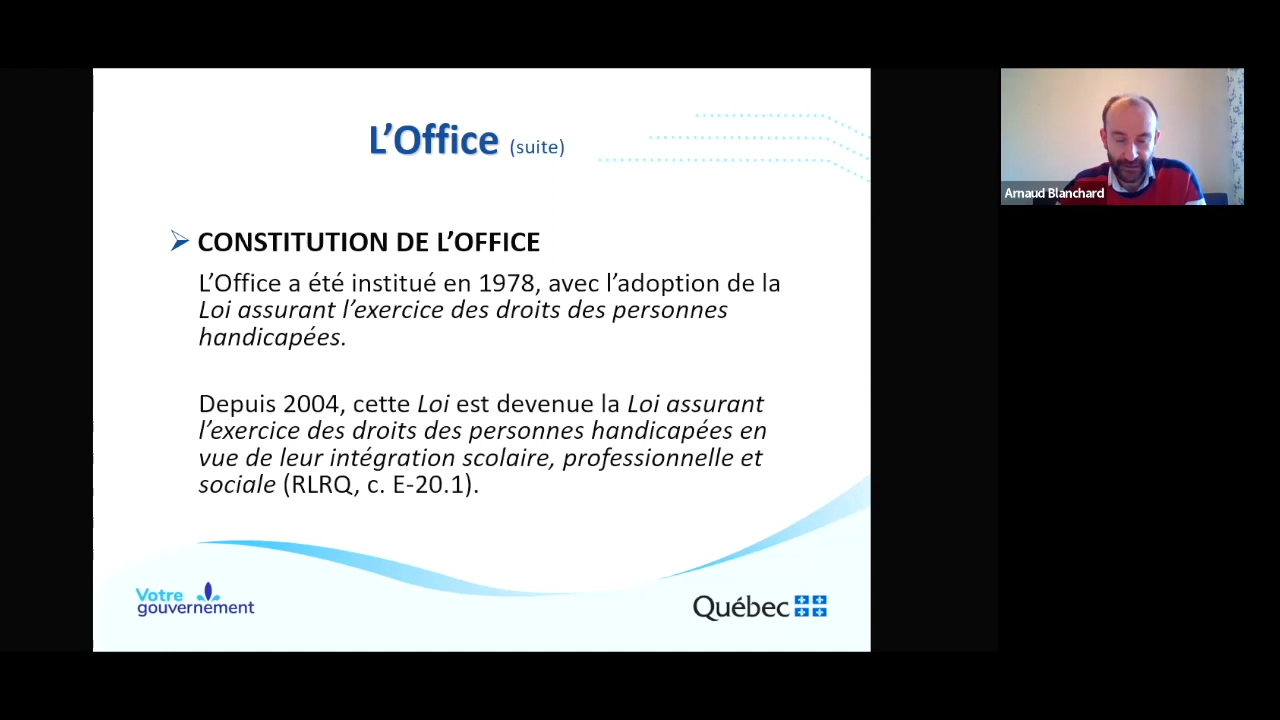 L’Office (suite)
CONSTITUTION DE L’OFFICE
L’Office a été institué en 1978, avec l’adoption de la
Loi assurant l’exercice des droits des personnes
handicapées.
Depuis 2004, cette Loi est devenue la Loi assurant
l’exercice des droits des personnes handicapées en
vue de leur intégration scolaire, professionnelle et
sociale (RLRQ, c. E-20.1).
Votre
gouvernement
Québec
Arnaud Blanchard